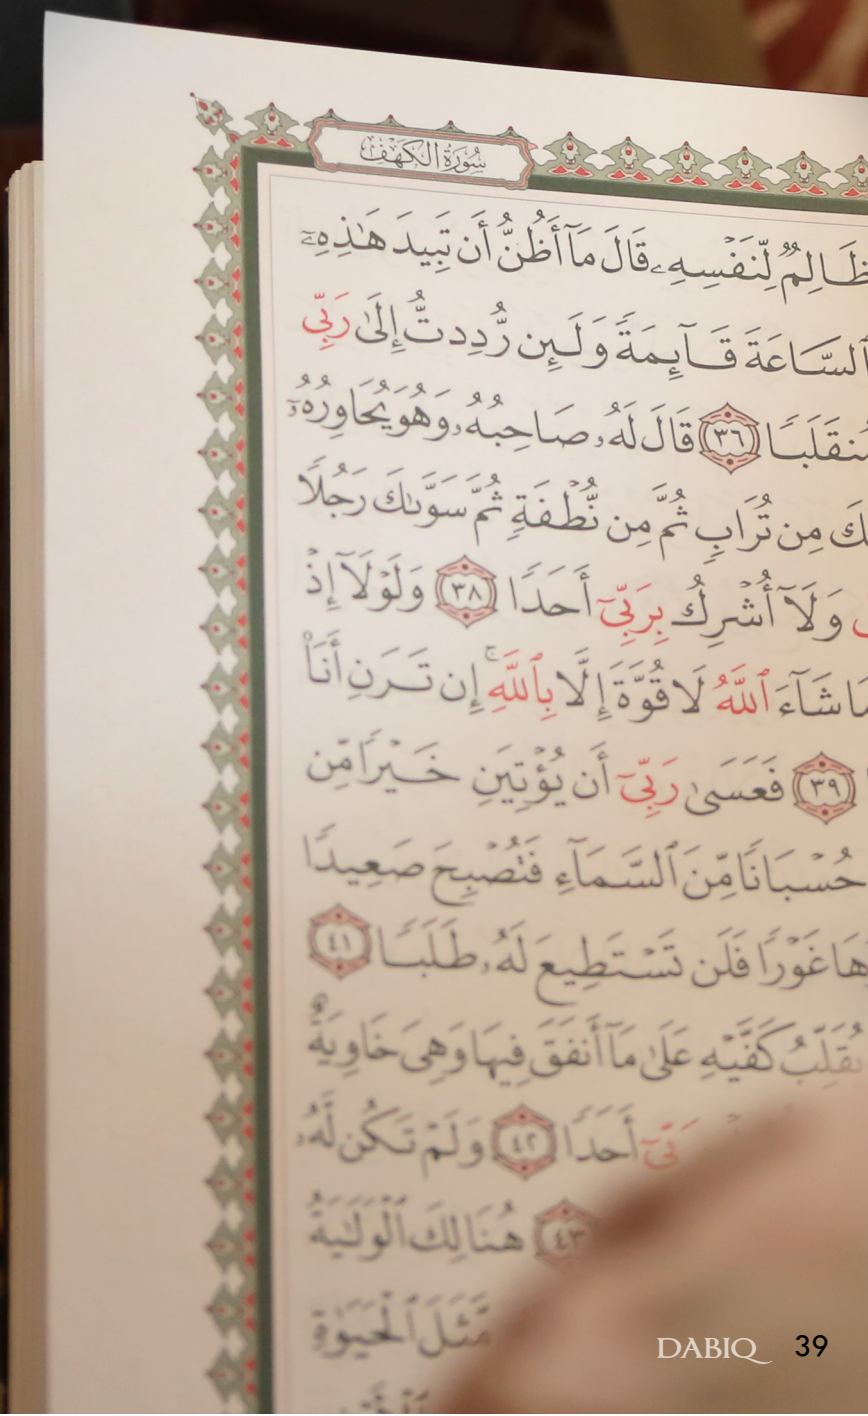 سُورَةُ الكَهْفِ
ظَالِمٌ لِّنَفْسِهِۦ قَالَ مَآ أَظُنُّ أَن تَبِيدَ هَٰذِهِۦٓ
ٱلسَّاعَةَ قَآئِمَةً وَلَئِن رُّدِدتُّ إِلَىٰ رَبِّى
مُنقَلَبًا ٣٦ قَالَ لَهُۥ صَاحِبُهُۥ وَهُوَ يُحَاوِرُهُۥٓ
مِن تُرَابٍ ثُمَّ مِن نُّطْفَةٍ ثُمَّ سَوَّىٰكَ رَجُلًا
وَلَآ أُشْرِكُ بِرَبِّىٓ أَحَدًا ٣٨ وَلَوْلَآ إِذْ
شَآءَ ٱللَّهُ لَا قُوَّةَ إِلَّا بِٱللَّهِ ۚ إِن تَرَنِ أَنَا۠
٣٩ فَعَسَىٰ رَبِّىٓ أَن يُؤْتِيَنِ خَيْرًا مِّن
حُسْبَانًا مِّنَ ٱلسَّمَآءِ فَتُصْبِحَ صَعِيدًا
غَوْرًا فَلَن تَسْتَطِيعَ لَهُۥ طَلَبًا ٤١
يُقَلِّبُ كَفَّيْهِ عَلَىٰ مَآ أَنفَقَ فِيهَا وَهِىَ خَاوِيَةٌ
أَحَدًا ٤٢ وَلَمْ تَكُن لَّهُۥ
٤٣ هُنَالِكَ ٱلْوَلَٰيَةُ
مَّثَلَ ٱلْحَيَوٰةِ
DABIQ 39